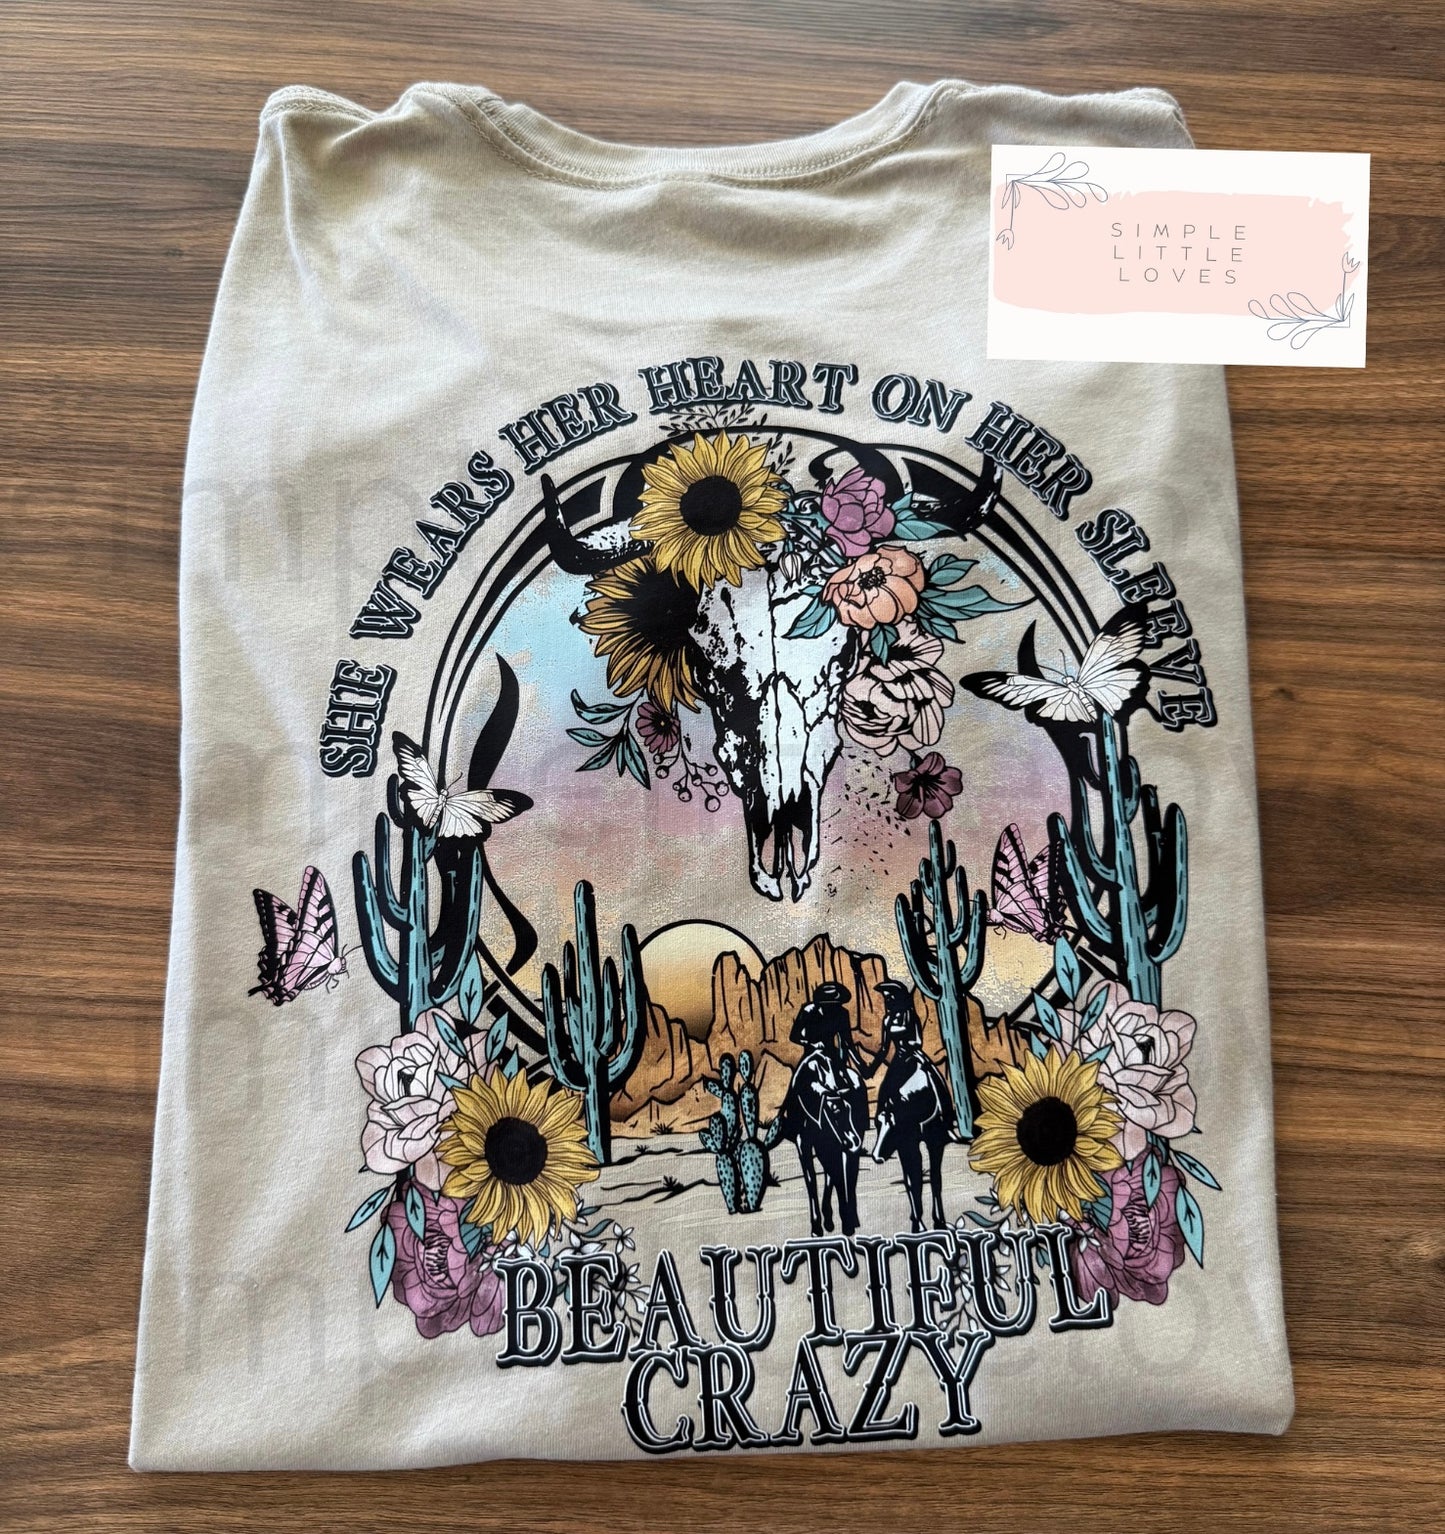 SIMPLE
LITTLE
LOVES
SHE WEARS HER HEART ON HER SLEEVE
BEAUTIFUL
CRAZY